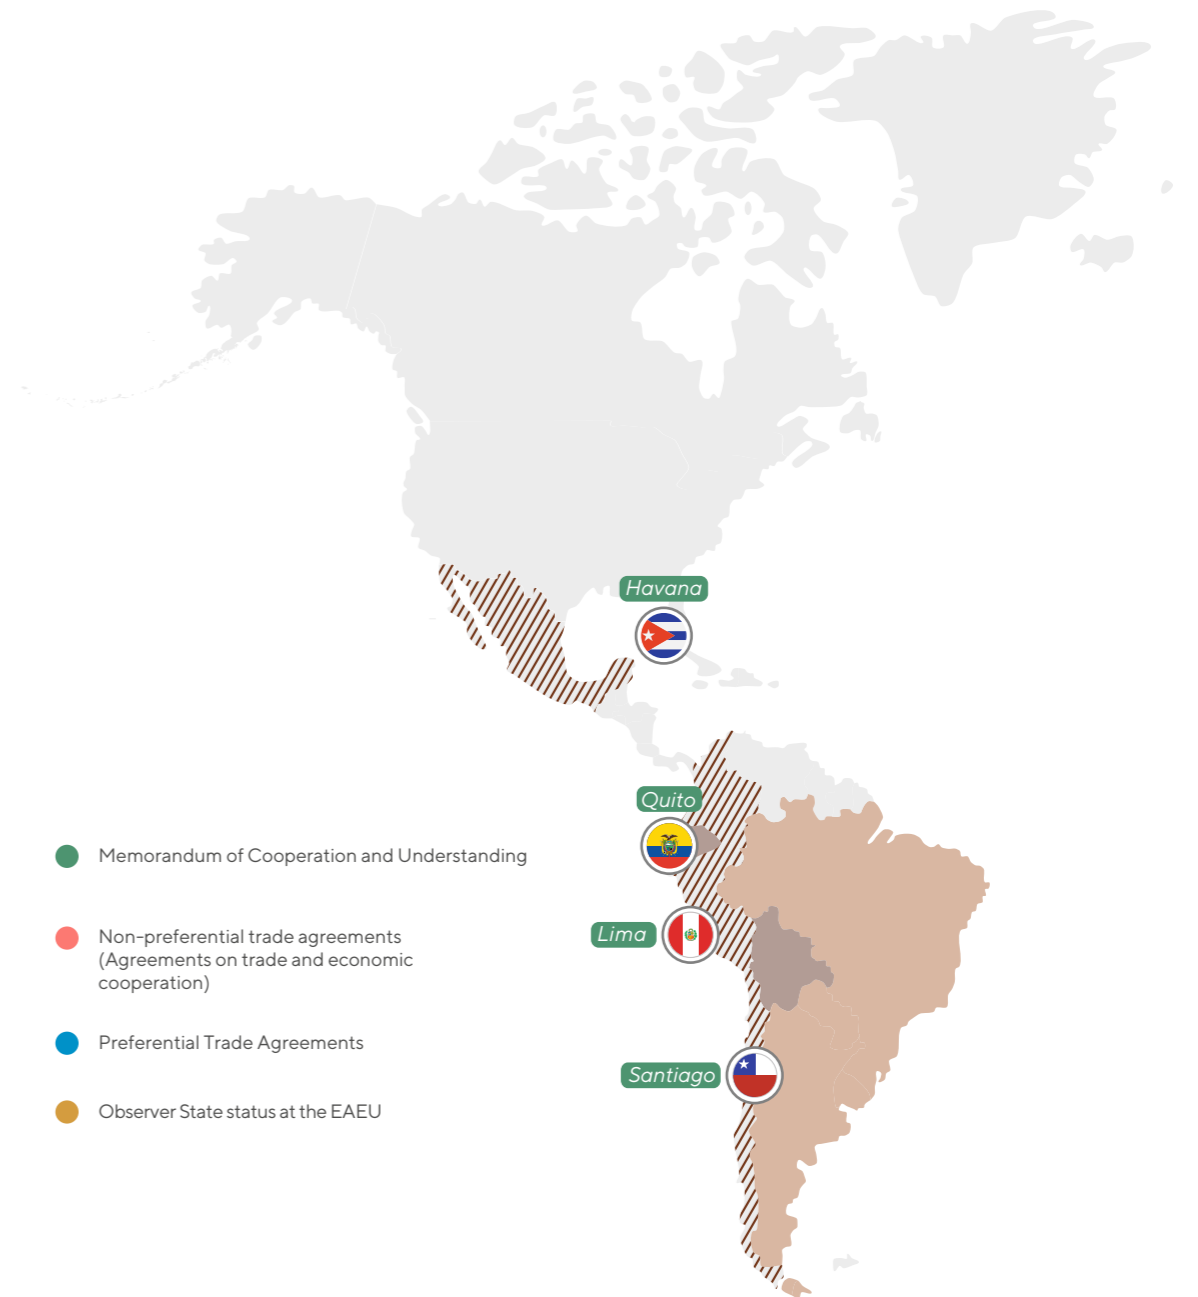 Havana
Quito
Lima
Santiago
Memorandum of Cooperation and Understanding
Non-preferential trade agreements
(Agreements on trade and economic
cooperation)
Preferential Trade Agreements
Observer State status at the EAEU